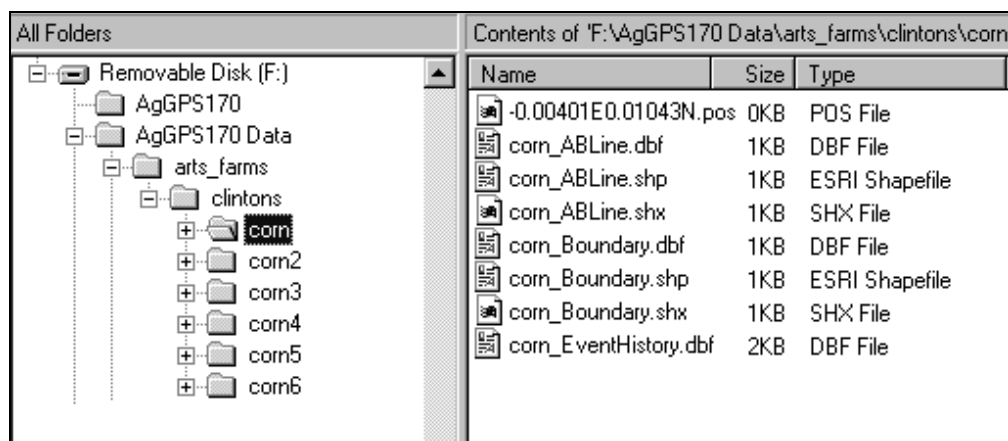 All Folders
Removable Disk (F:)
AgGPS170
AgGPS170 Data
arts_farms
clintons
corn
corn2
corn3
corn4
corn5
corn6
Contents of 'F:\AgGPS170 Data\arts_farms\clintons\corn
Name Size Type
-0.00401E0.01043N.pos 0KB POS File
corn_ABLine.dbf 1KB DBF File
corn_ABLine.shp 1KB ESRI Shapefile
corn_ABLine.shx 1KB SHX File
corn_Boundary.dbf 1KB DBF File
corn_Boundary.shp 1KB ESRI Shapefile
corn_Boundary.shx 1KB SHX File
corn_EventHistory.dbf 2KB DBF File